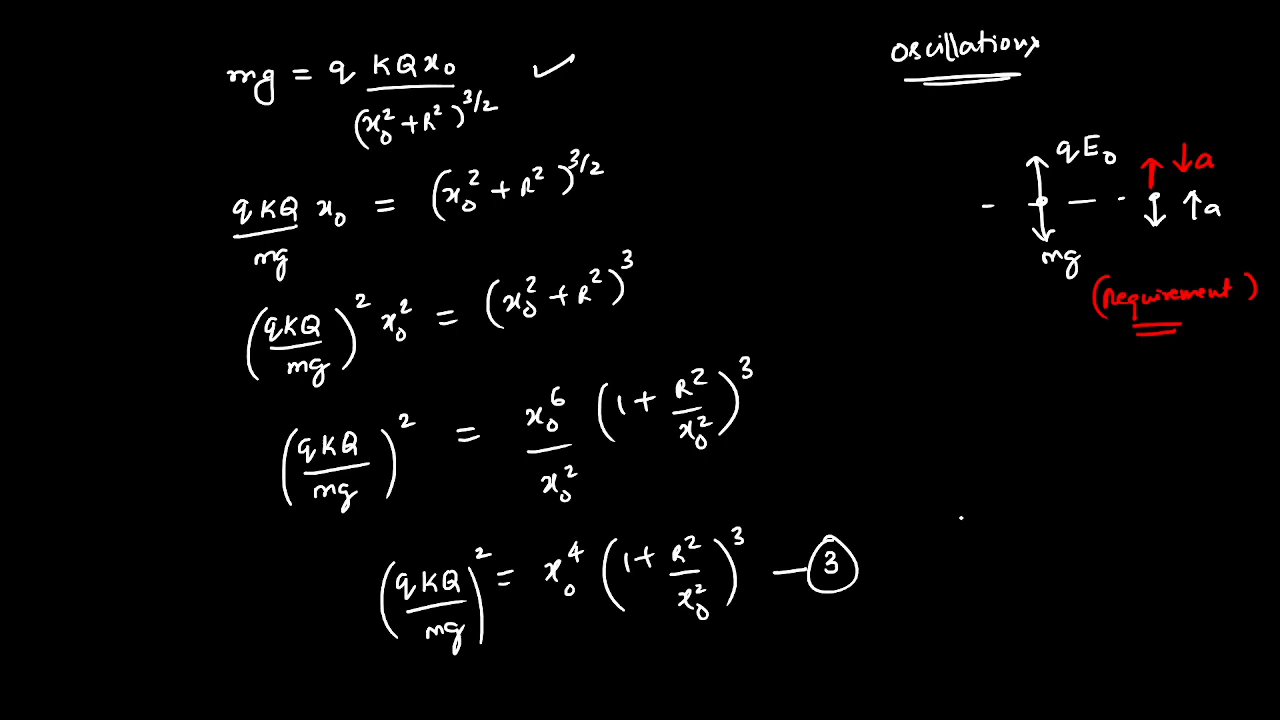 mg = q KQx₀ / (x₀² + R²)^3/2 ✓
qKQ/mg x₀ = (x₀² + R²)^3/2
(qKQ/mg)² x₀² = (x₀² + R²)³
(qKQ/mg)² = x₀⁶/x₀² (1 + R²/x₀²)³
(qKQ/mg)² = x₀⁴ (1 + R²/x₀²)³ — ③
oscillations
qE₀
↑ ↓a
↓ ↑a
mg
(requirement)